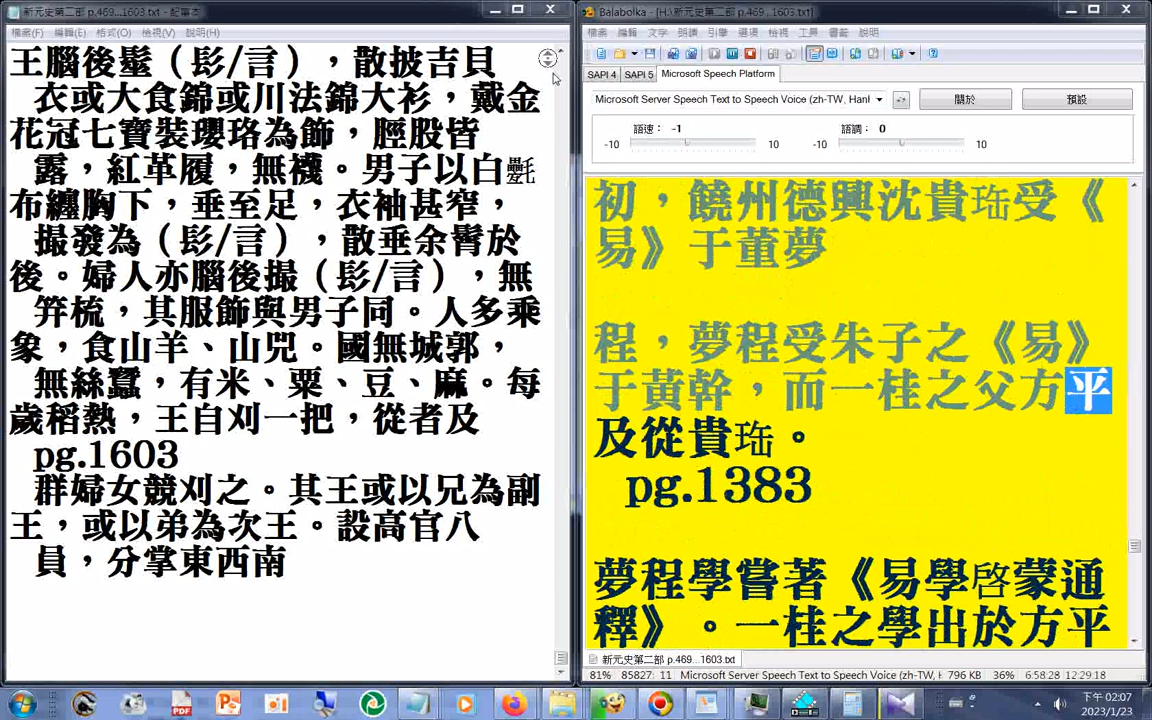 新元史第二部 p.469...1603.txt - 記事本
檔案(F) 編輯(E) 格式(O) 檢視(V) 說明(H)
王腦後髽（髟/言），散披吉貝
衣或大食錦或川法錦大衫，戴金
花冠七寶裝瓔珞為飾，脛股皆
露，紅革履，無襪。男子以白氎
布纏胸下，垂至足，衣袖甚窄，
撮發為（髟/言），散垂余髾於
後。婦人亦腦後撮（髟/言），無
笄梳，其服飾與男子同。人多乘
象，食山羊、山兕。國無城郭，
無絲蠶，有米、粟、豆、麻。每
歲稻熱，王自刈一把，從者及
pg.1603
群婦女競刈之。其王或以兄為副
王，或以弟為次王。設高官八
員，分掌東西南
Balabolka - [H:\新元史第二部 p.469...1603.txt]
檔案 編輯 文字 朗讀 引擎 選項 檢視 工具 書籤 說明
SAPI 4 SAPI 5 Microsoft Speech Platform
Microsoft Server Speech Text to Speech Voice (zh-TW, HanH
關於
預設
語速： -1
語調： 0
-10 10 -10 10
初，饒州德興沈貴珤受《
易》于董夢
程，夢程受朱子之《易》
于黃幹，而一桂之父方平
及從貴珤。
pg.1383
夢程學嘗著《易學啓蒙通
釋》。一桂之學出於方平
新元史第二部 p.469...1603.txt
81% 85827: 11 Microsoft Server Speech Text to Speech Voice (zh-TW, H 796 KB 36% 6:58:28 12:29:18
下午 02:07
2023/1/23